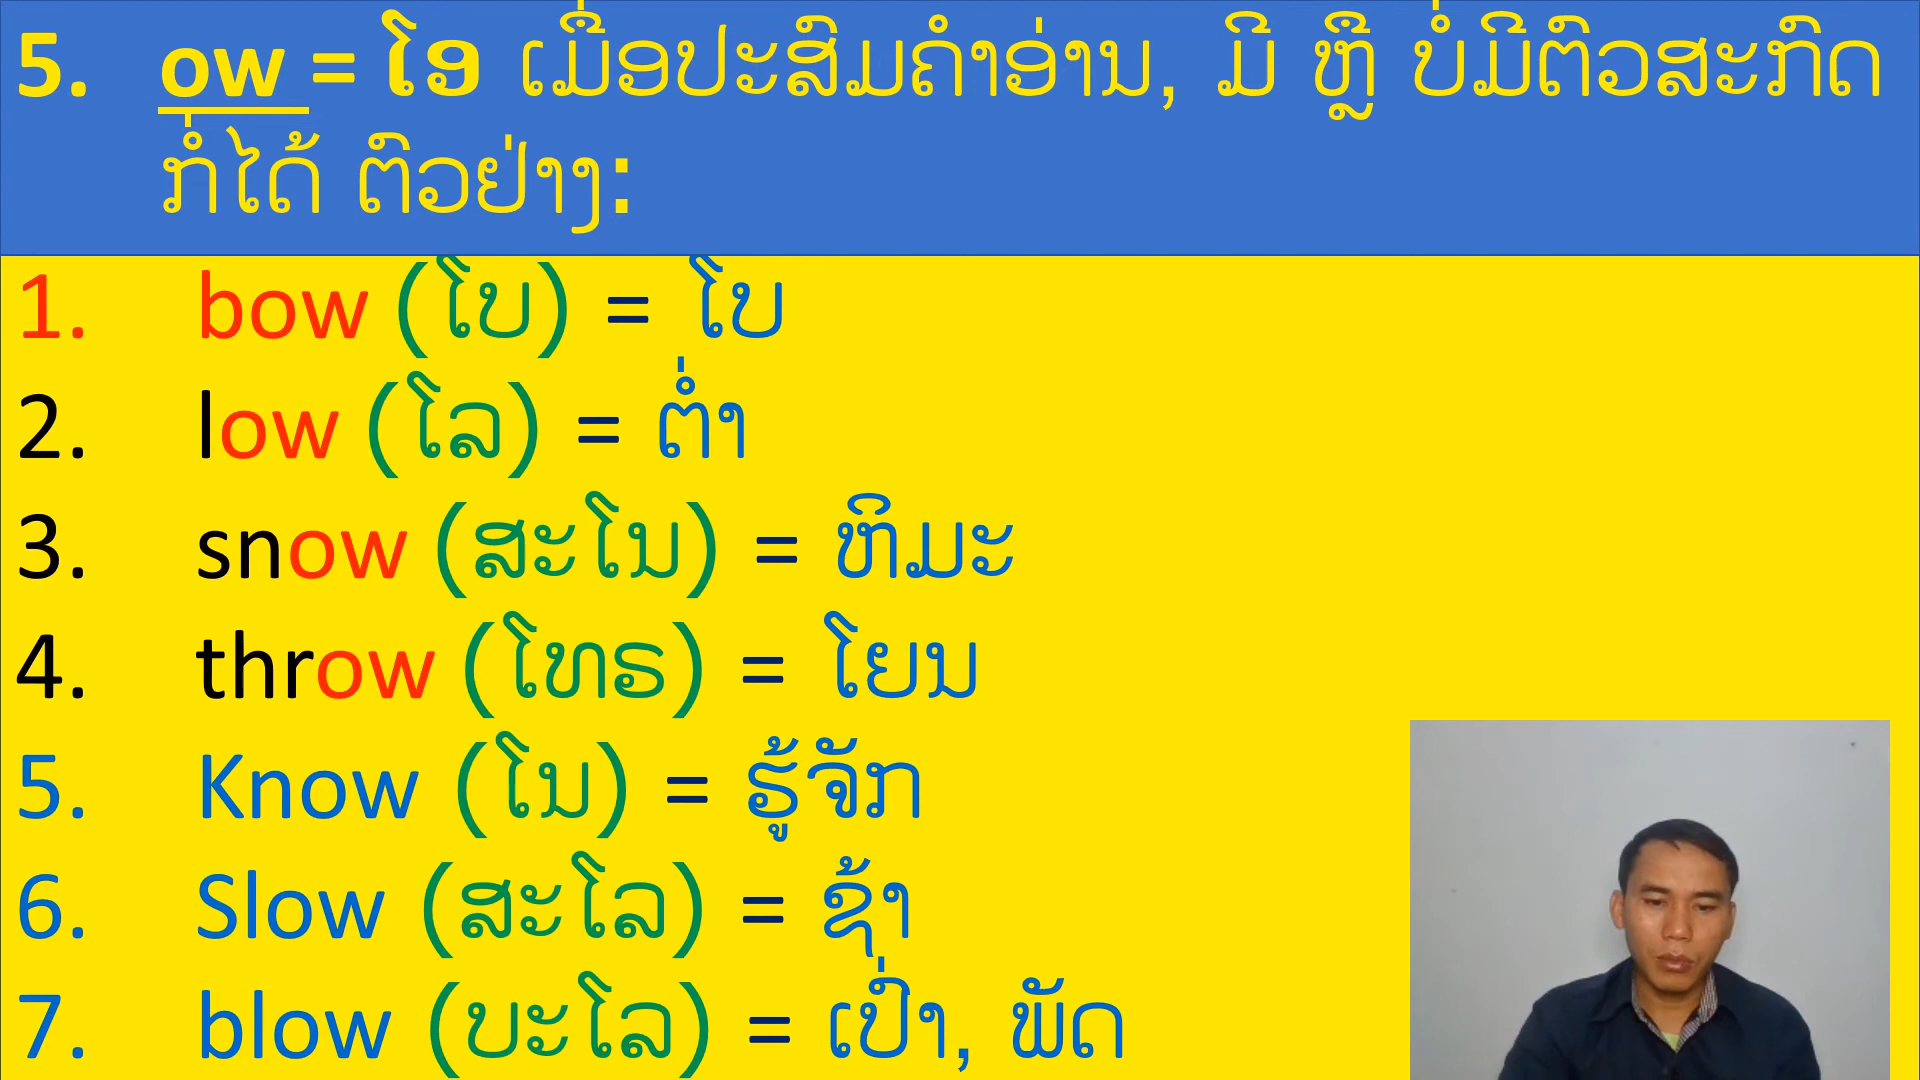 5. ow = ໂອ ເມື່ອປະສົມຄຳອ່ານ, ມີ ຫຼື ບໍ່ມີຕົວສະກົດ
ກໍ່ໄດ້ ຕົວຢ່າງ:
1. bow (ໂບ) = ໂບ
2. low (ໂລ) = ຕ່ຳ
3. snow (ສະໂນ) = ຫິມະ
4. throw (ໂທຣ) = ໂຍນ
5. Know (ໂນ) = ຮູ້ຈັກ
6. Slow (ສະໂລ) = ຊ້າ
7. blow (ບະໂລ) = ເປົ່າ, ພັດ